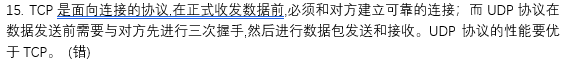 15. TCP 是面向连接的协议,在正式收发数据前,必须和对方建立可靠的连接；而 UDP 协议在
数据发送前需要与对方先进行三次握手,然后进行数据包发送和接收。UDP 协议的性能要优
于 TCP。 (错)